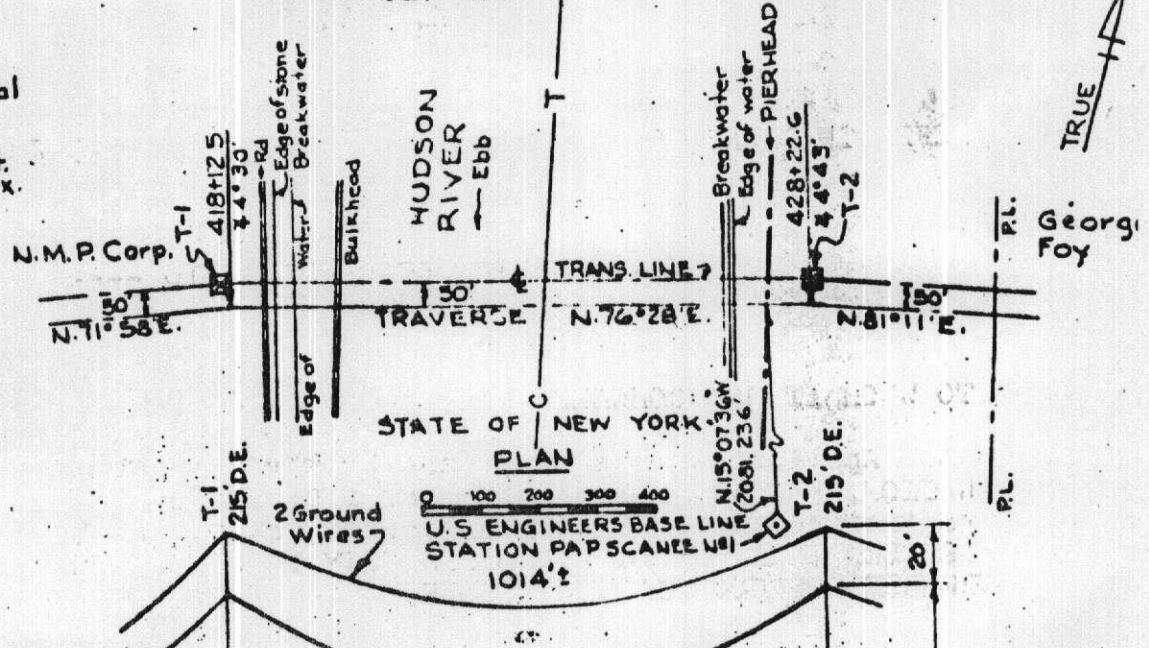 TRUE
HUDSON
RIVER
← Ebb
T
418+12.5
∡ 4° 30'
T-1
Rd
Edge of stone
Breakwater
Edge of Water
Bulkhead
Breakwater
Edge of water
PIERHEAD
428+22.6
∡ 4° 43'
T-2
N.M.P. Corp.
P.L.
George
Foy
℄ TRANS. LINE
50'
50'
50'
N.71° 58' E.
TRAVERSE N.76° 28' E.
N.81° 11' E.
C
STATE OF NEW YORK
PLAN
N.15° 07' 36" W
2081.236'
P.L.
T-1
215' D.E.
T-2
215' D.E.
0 100 200 300 400
2 Ground
Wires
U.S ENGINEERS BASE LINE
STATION PAPSCANEE Nº1
1014' ±
20'